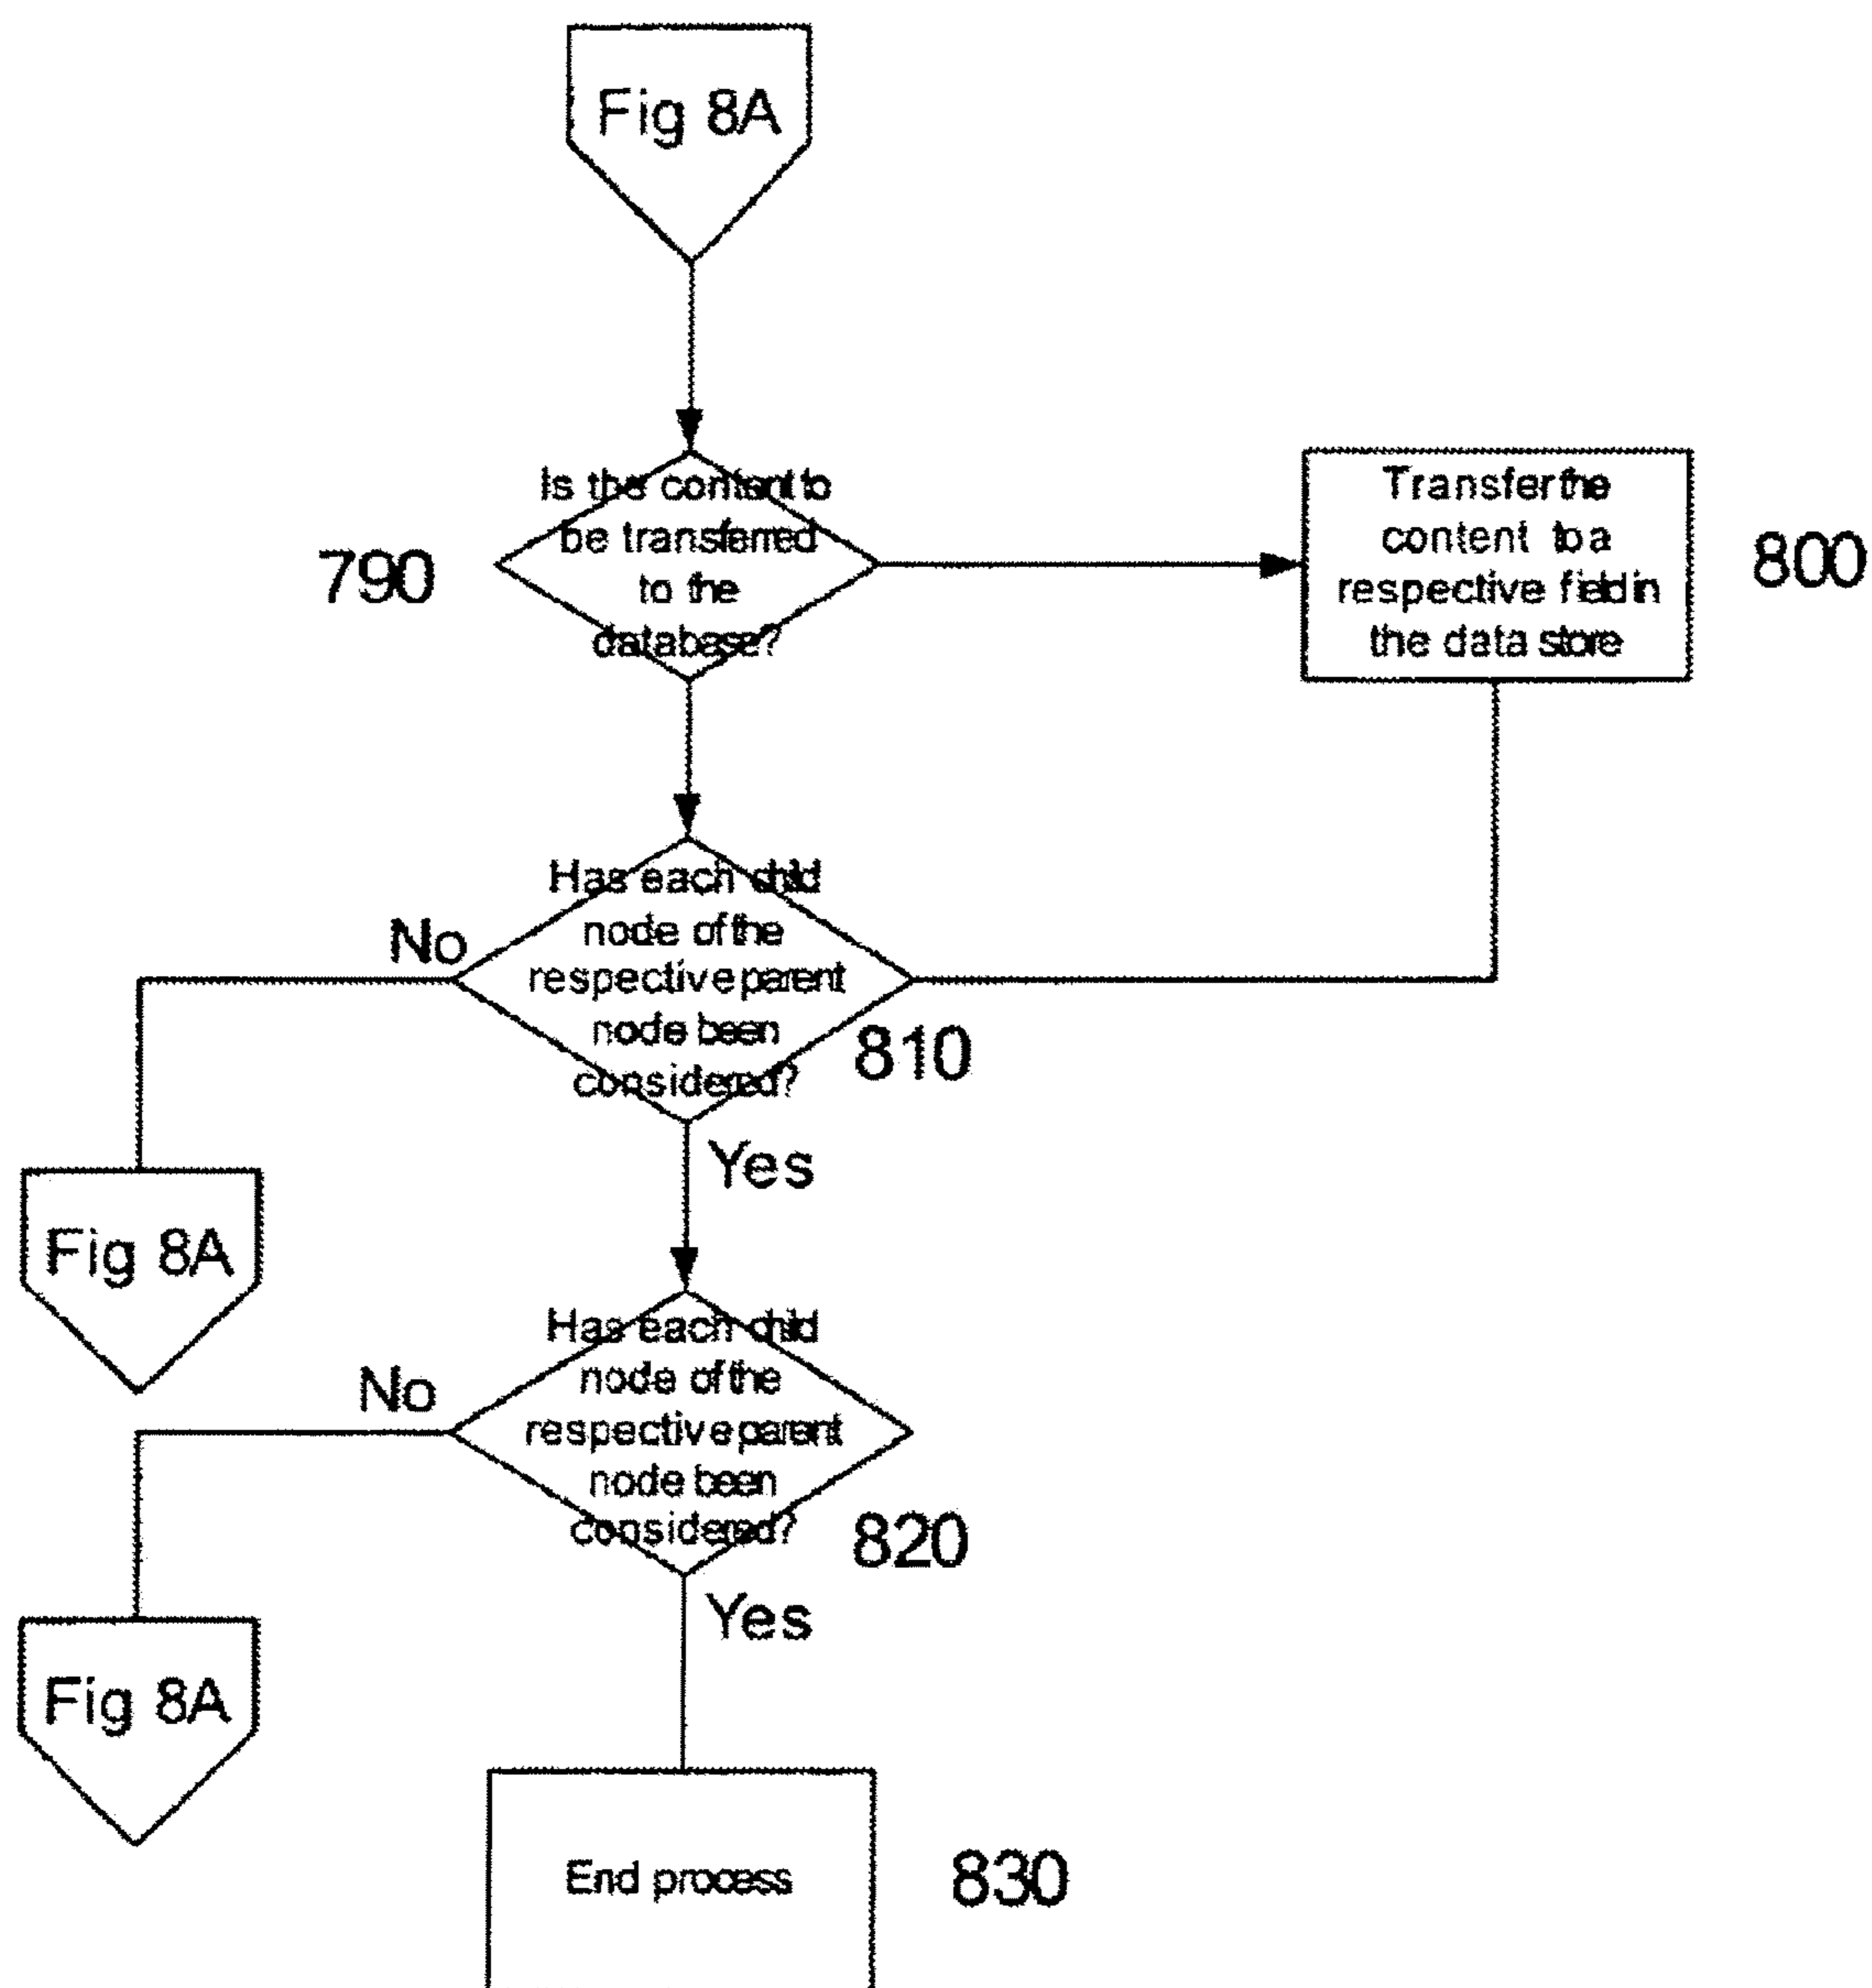 Fig 8A
Is the content to
be transferred
to the
database?
790
Transfer the
content to a
respective field in
the data store
800
Has each child
node of the
respective parent
node been
considered?
No
810
Yes
Fig 8A
Has each child
node of the
respective parent
node been
considered?
No
820
Yes
Fig 8A
End process
830